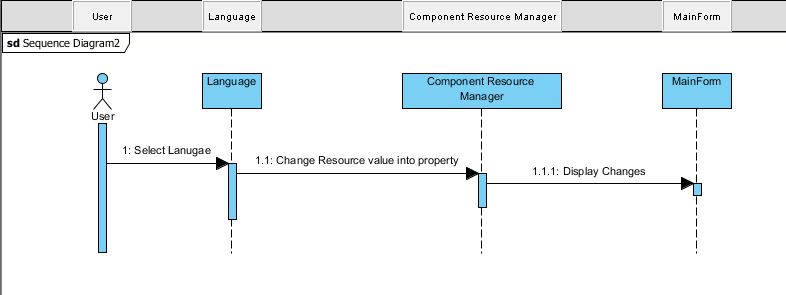 User Language Component Resource Manager MainForm
sd Sequence Diagram2
Language Component Resource MainForm
Manager
User
1: Select Lanugae
1.1: Change Resource value into property
1.1.1: Display Changes